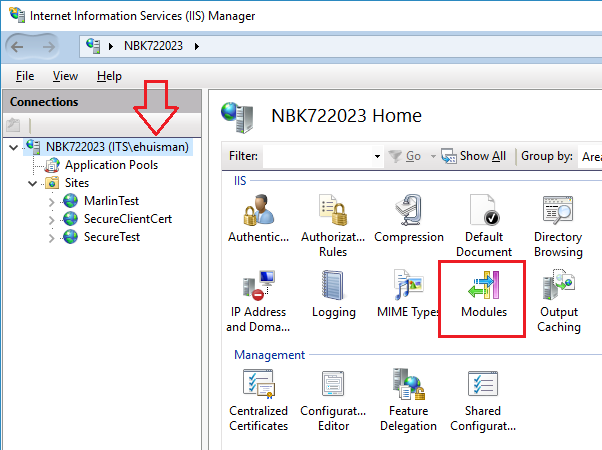 Internet Information Services (IIS) Manager
NBK722023
File View Help
Connections
NBK722023 (ITS\ehuisman)
Application Pools
Sites
MarlinTest
SecureClientCert
SecureTest
NBK722023 Home
Filter: Go Show All Group by: Area
IIS
Authentic... Authorizat... Compression Default Directory
Rules Document Browsing
IP Address Logging MIME Types Modules Output
and Doma... Caching
Management
Centralized Configurat... Feature Shared
Certificates Editor Delegation Configurat...